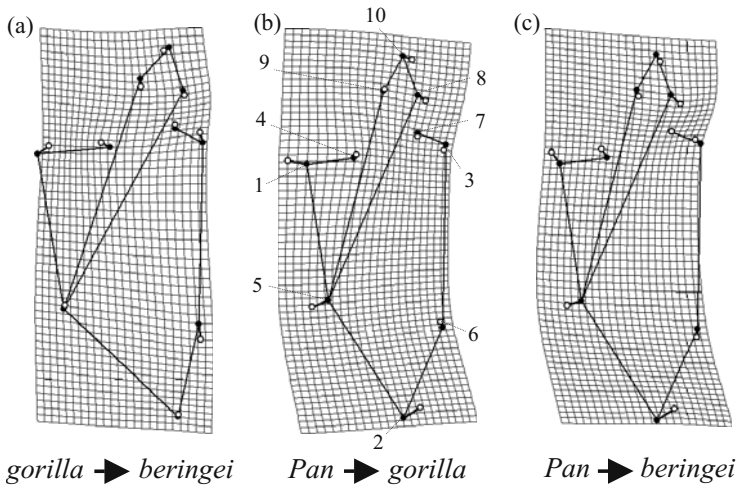 (a)
(b)
(c)
10
9
8
4
7
1
3
5
6
2
gorilla → beringei
Pan → gorilla
Pan → beringei